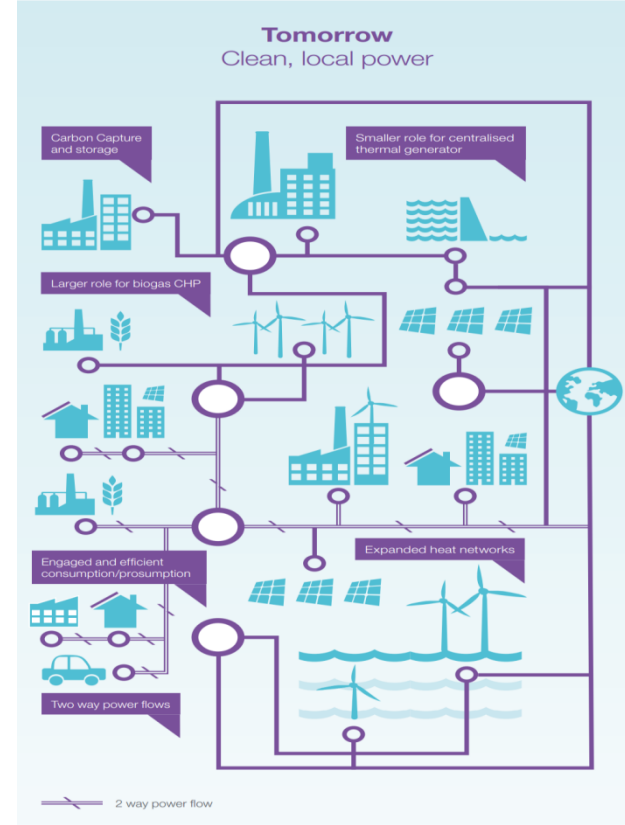 Tomorrow
Clean, local power
Carbon Capture
and storage
Smaller role for centralised
thermal generator
Larger role for biogas CHP
Expanded heat networks
Engaged and efficient
consumption/prosumption
Two way power flows
2 way power flow